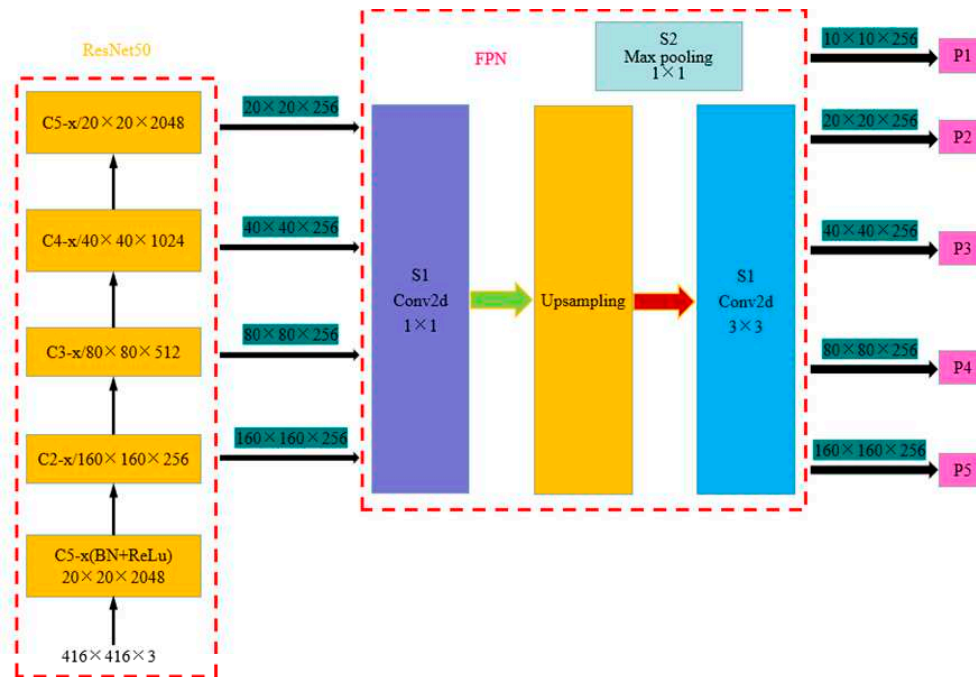 ResNet50
C5-x/20×20×2048
C4-x/40×40×1024
C3-x/80×80×512
C2-x/160×160×256
C5-x(BN+ReLu)
20×20×2048
416×416×3
20×20×256
40×40×256
80×80×256
160×160×256
FPN
S2
Max pooling
1×1
S1
Conv2d
1×1
Upsampling
S1
Conv2d
3×3
10×10×256
P1
20×20×256
P2
40×40×256
P3
80×80×256
P4
160×160×256
P5